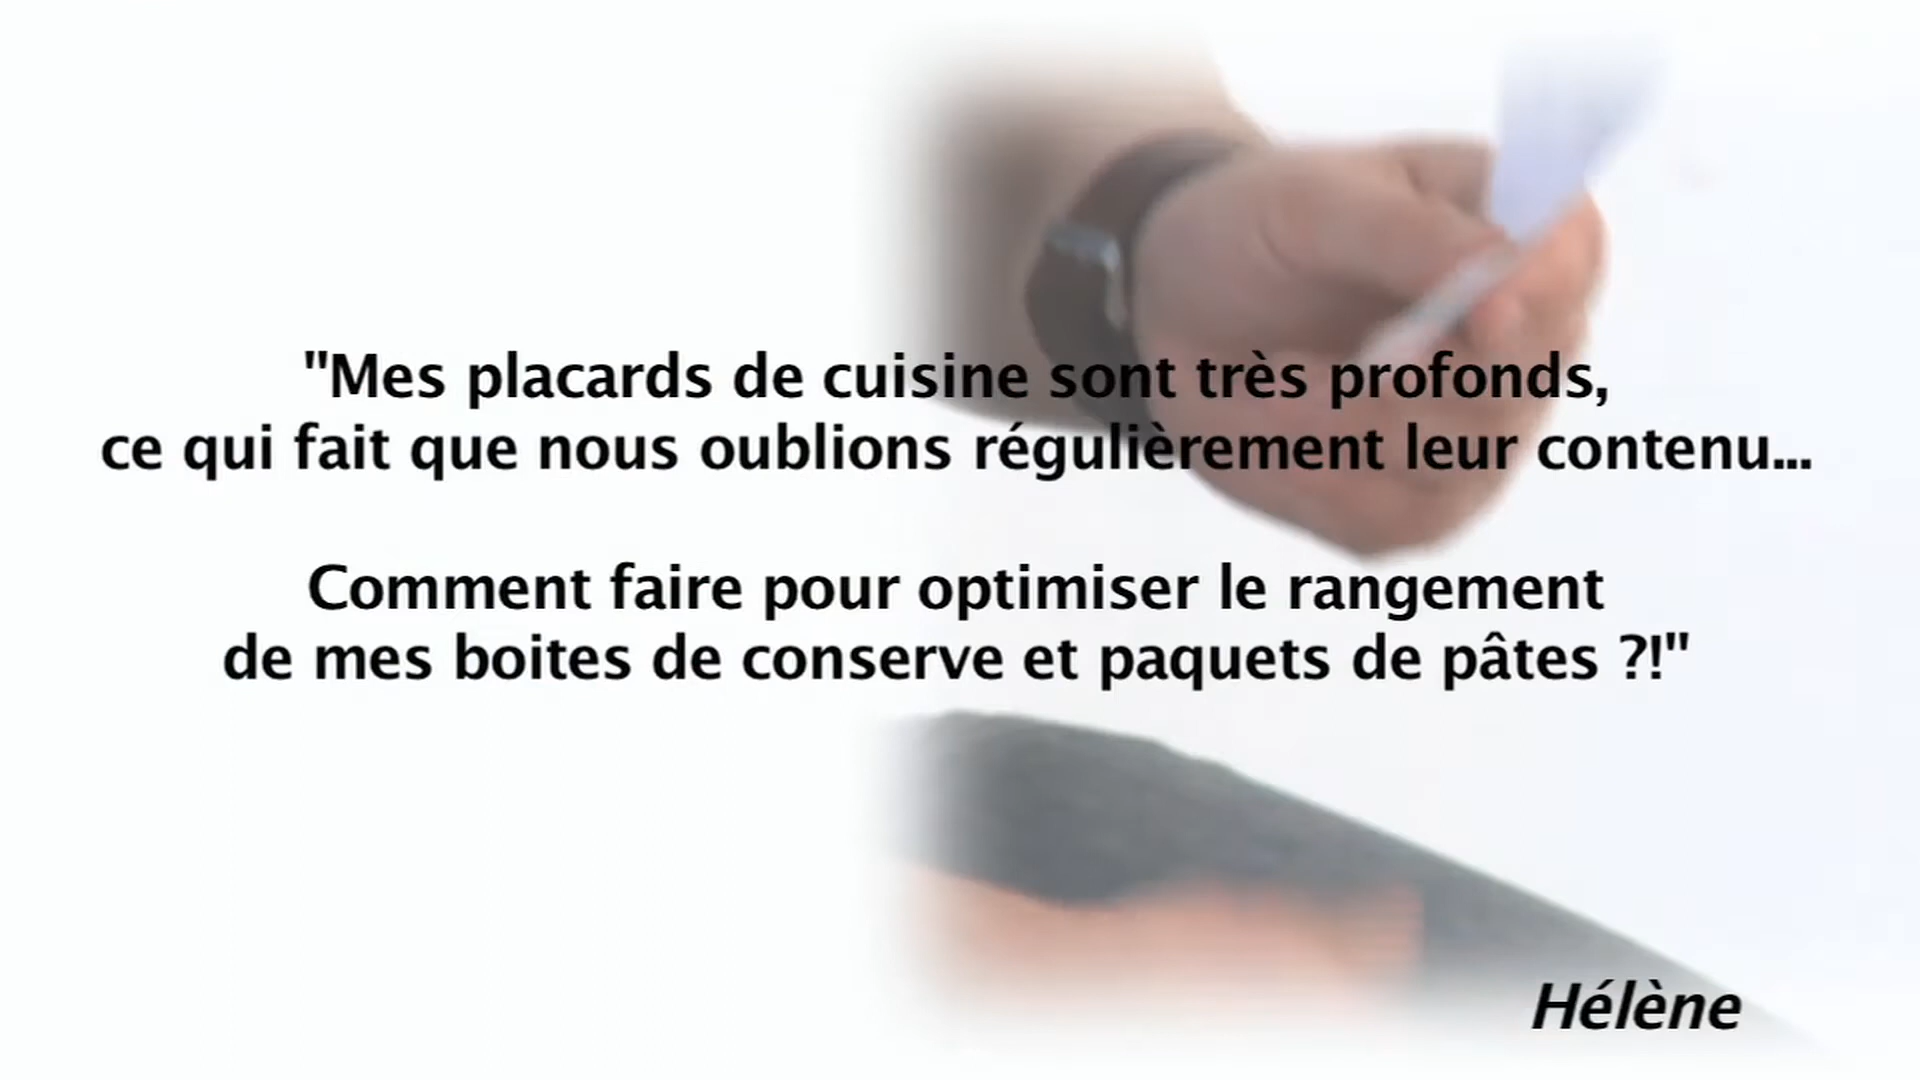 "Mes placards de cuisine sont très profonds,
ce qui fait que nous oublions régulièrement leur contenu...
Comment faire pour optimiser le rangement
de mes boites de conserve et paquets de pâtes ?!"
Hélène